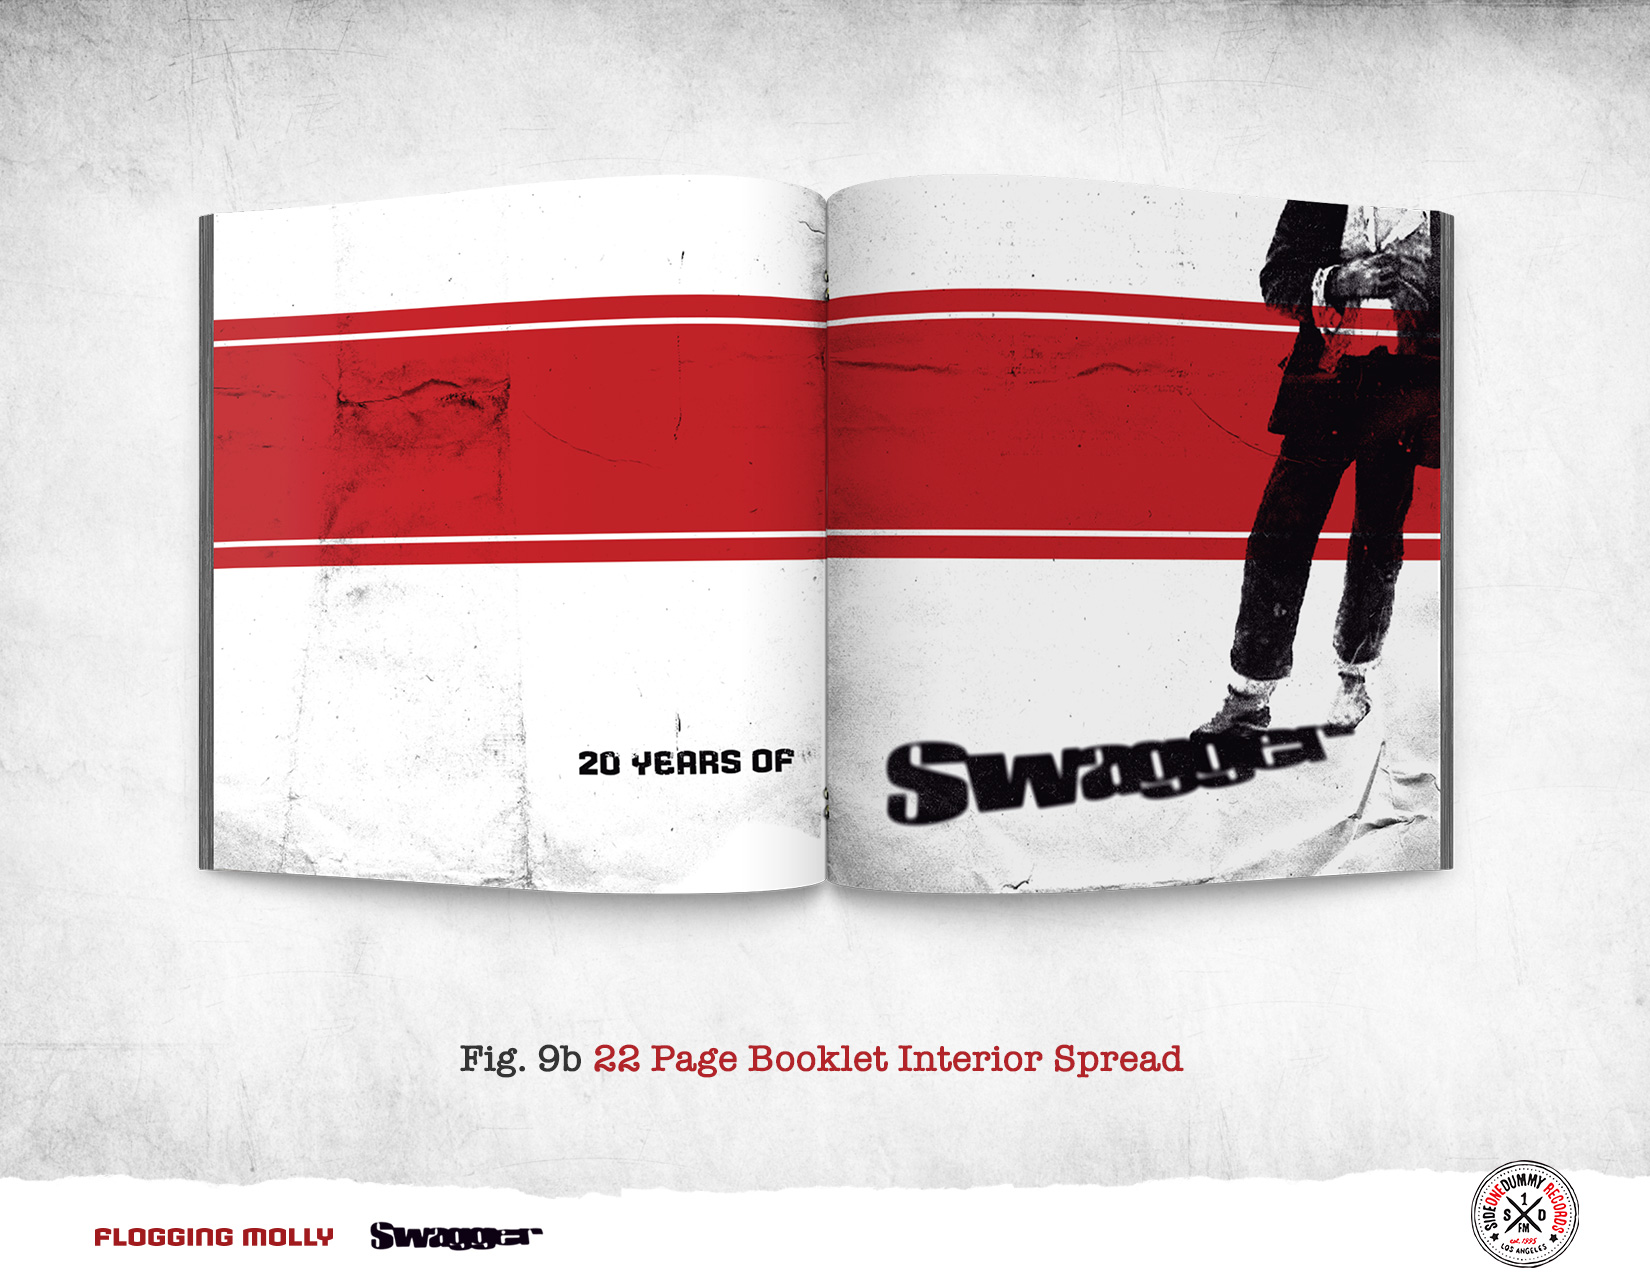 20 YEARS OF
Swagger
Fig. 9b 22 Page Booklet Interior Spread
FLOGGING MOLLY
Swagger
SIDEONEDUMMY RECORDS
1
S D
FM
est. 1995
LOS ANGELES